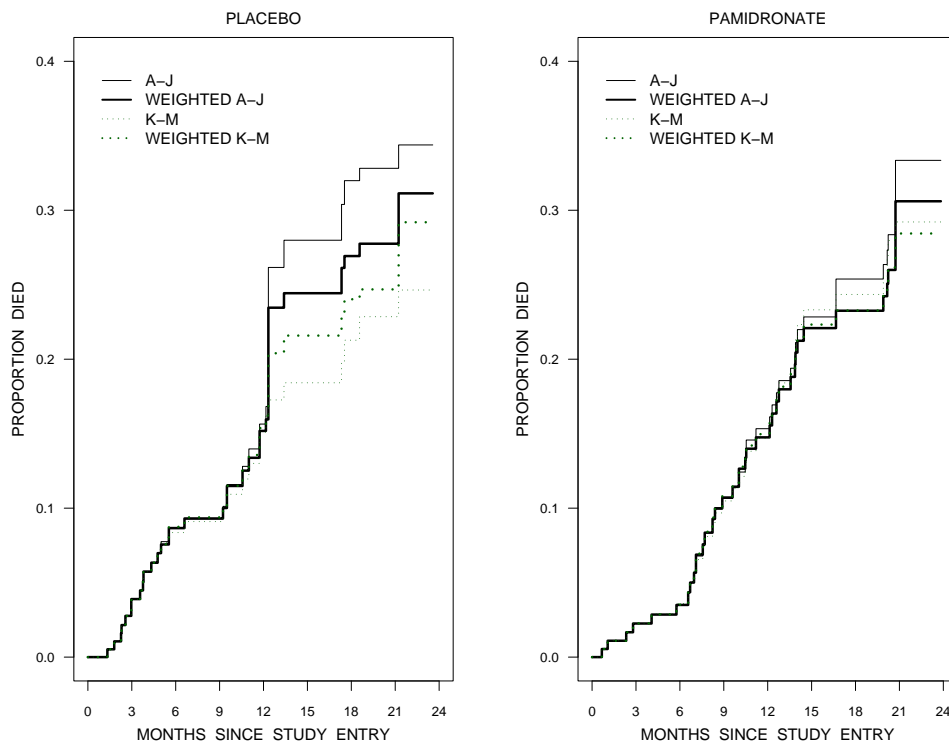 PLACEBO
0.4
0.3
0.2
0.1
0.0
PROPORTION DIED
A-J
WEIGHTED A-J
K-M
WEIGHTED K-M
0 3 6 9 12 15 18 21 24
MONTHS SINCE STUDY ENTRY
PAMIDRONATE
0.4
0.3
0.2
0.1
0.0
PROPORTION DIED
A-J
WEIGHTED A-J
K-M
WEIGHTED K-M
0 3 6 9 12 15 18 21 24
MONTHS SINCE STUDY ENTRY